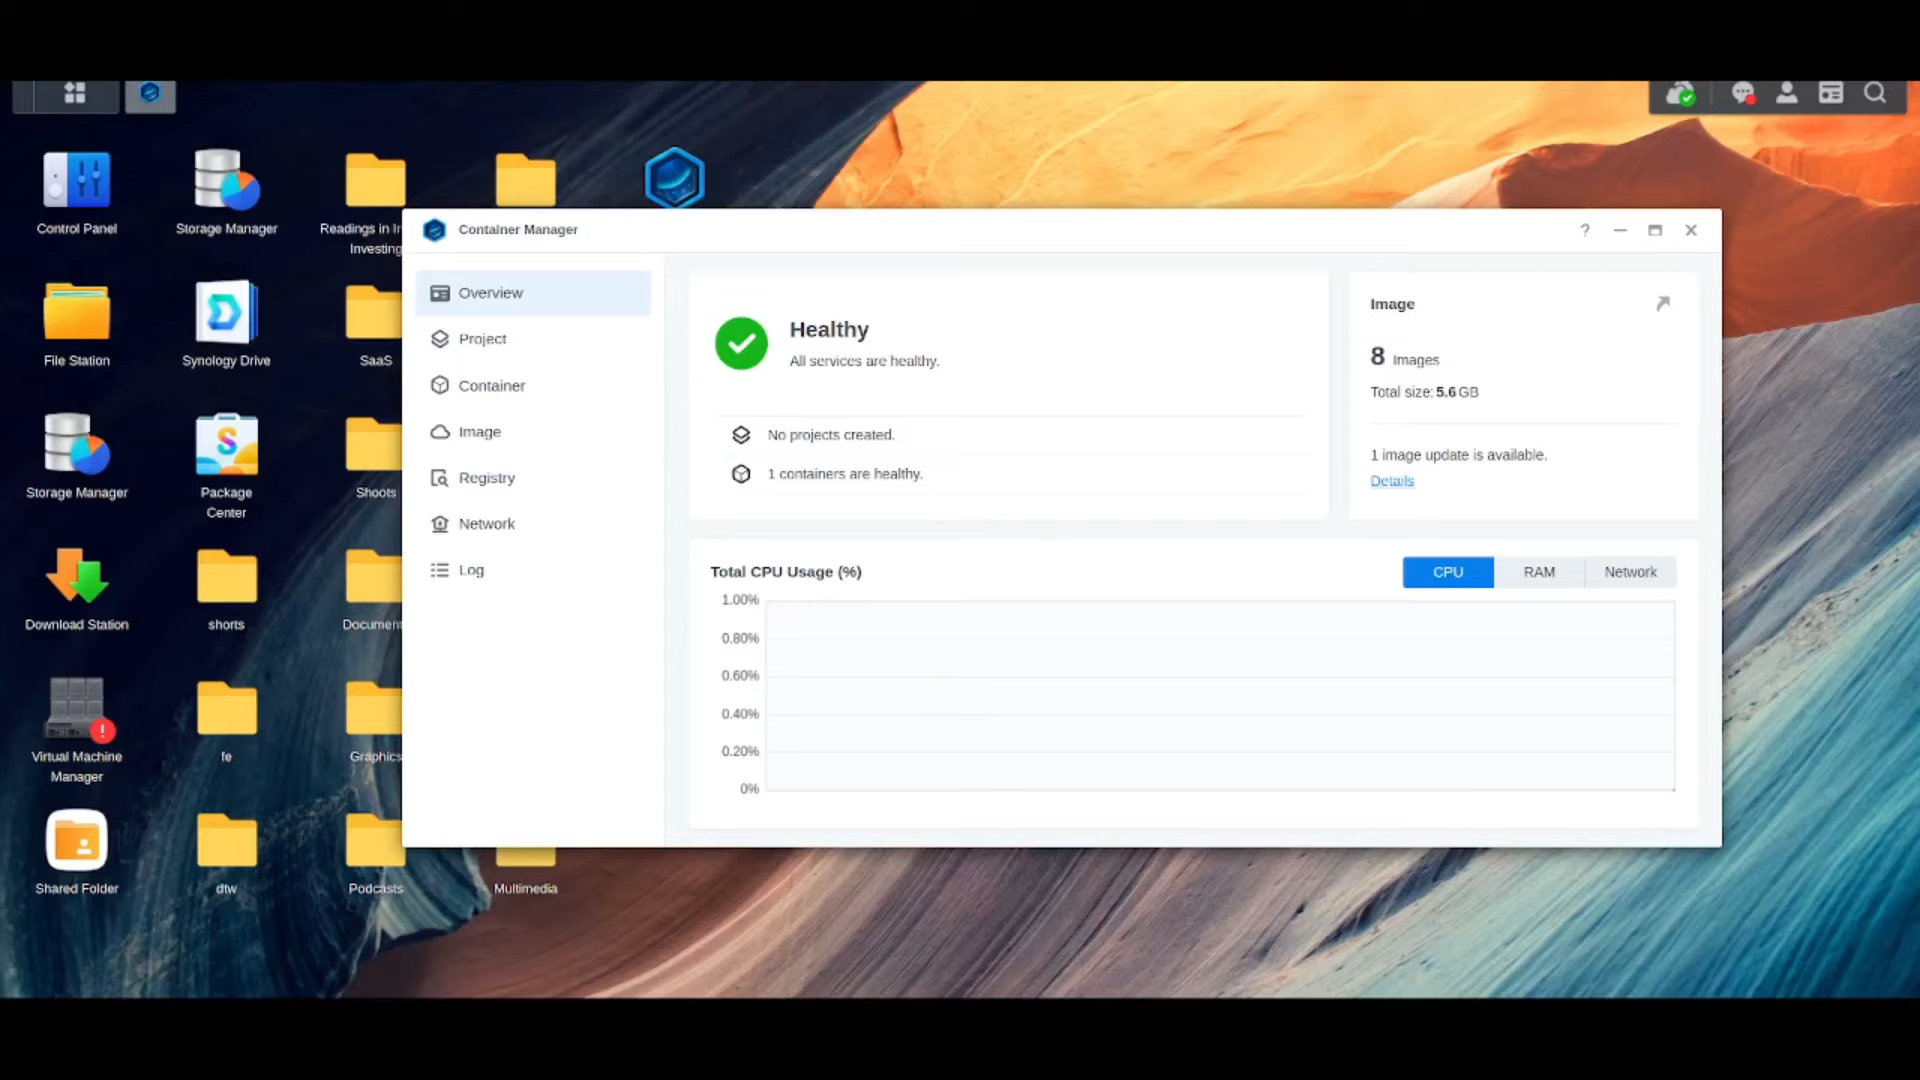 Control Panel
Storage Manager
Readings in
Investing
File Station
Synology Drive
SaaS
Storage Manager
Package
Center
Shoots
Download Station
shorts
Document
Virtual Machine
Manager
fe
Graphics
Shared Folder
dtw
Podcasts
Multimedia
Container Manager
Overview
Project
Container
Image
Registry
Network
Log
Healthy
All services are healthy.
No projects created.
1 containers are healthy.
Image
8 Images
Total size: 5.6 GB
1 image update is available.
Details
Total CPU Usage (%)
CPU
RAM
Network
1.00%
0.80%
0.60%
0.40%
0.20%
0%